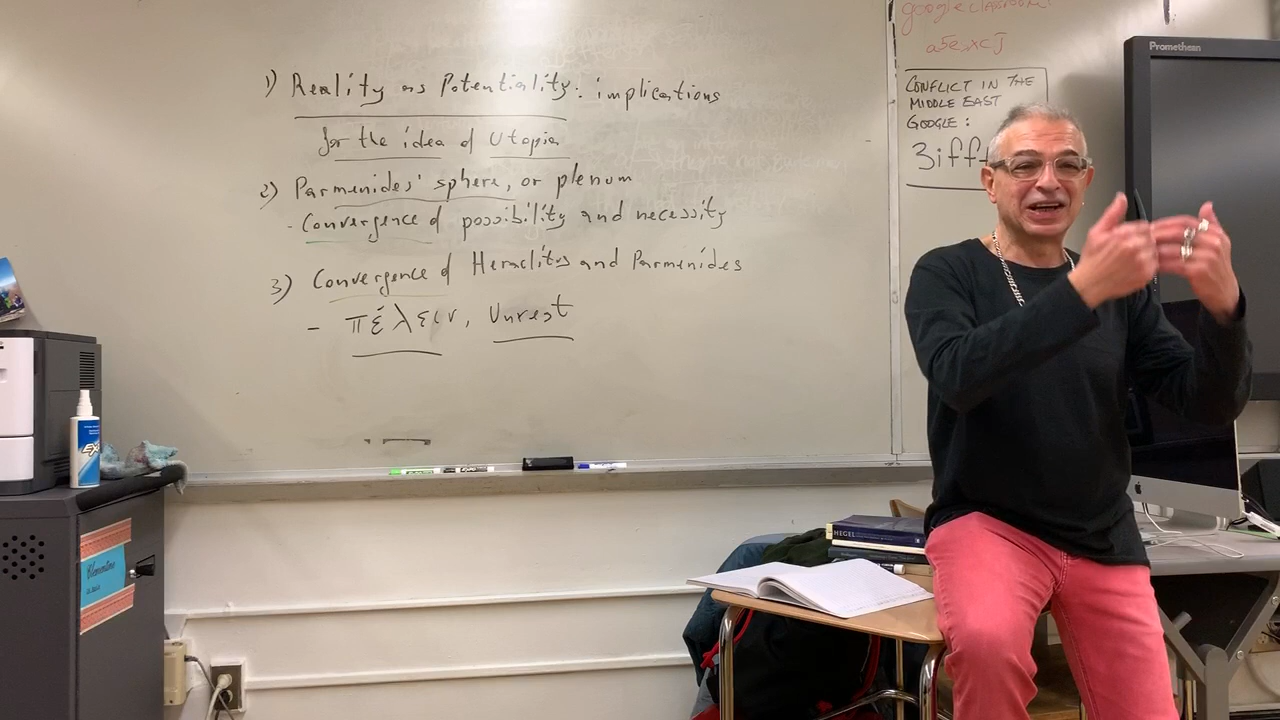 1) Reality as Potentiality: implications
for the idea of Utopia
2) Parmenides' sphere, or plenum
- Convergence of possibility and necessity
3) Convergence of Heraclitus and Parmenides
- πέλειν, Unrest
google classroom:
CONFLICT IN THE
MIDDLE EAST
GOOGLE:
3iff
Promethean
HEGEL
Clementine